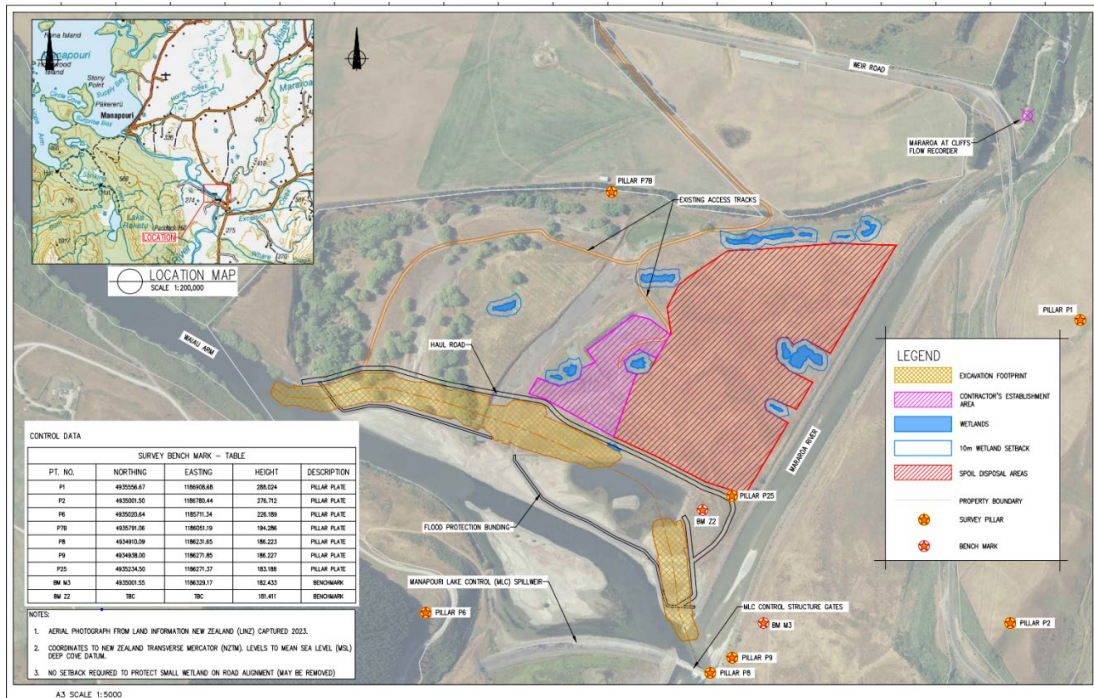 Rona Island
Stony
Point
Surprise Bay
Manapouri
Mararoa
LOCATION
LOCATION MAP
SCALE 1:200,000
WEIR ROAD
MARAROA AT CLIFFS
FLOW RECORDER
PILLAR P7B
EXISTING ACCESS TRACKS
PILLAR P1
WAIAU ARM
HAUL ROAD
MARAROA RIVER
PILLAR P25
BM Z2
FLOOD PROTECTION BUNDING
MANAPOURI LAKE CONTROL (MLC) SPILLWEIR
MLC CONTROL STRUCTURE GATES
PILLAR P6
BM M3
PILLAR P2
PILLAR P9
PILLAR P8
LEGEND
EXCAVATION FOOTPRINT
CONTRACTOR'S ESTABLISHMENT
AREA
WETLANDS
10m WETLAND SETBACK
SPOIL DISPOSAL AREAS
PROPERTY BOUNDARY
SURVEY PILLAR
BENCH MARK
CONTROL DATA
SURVEY BENCH MARK - TABLE
PT. NO. NORTHING EASTING HEIGHT DESCRIPTION
P1 4935556.67 1186908.68 288.024 PILLAR PLATE
P2 4935001.50 1186780.44 276.712 PILLAR PLATE
P6 4935020.64 1185711.34 226.189 PILLAR PLATE
P7B 4935791.06 1186051.19 194.286 PILLAR PLATE
P8 4934910.09 1186231.65 186.223 PILLAR PLATE
P9 4934938.00 1186271.85 186.227 PILLAR PLATE
P25 4935234.50 1186271.37 183.188 PILLAR PLATE
BM M3 4935001.55 1186329.17 182.433 BENCHMARK
BM Z2 TBC TBC 181.411 BENCHMARK
NOTES:
1. AERIAL PHOTOGRAPH FROM LAND INFORMATION NEW ZEALAND (LINZ) CAPTURED 2023.
2. COORDINATES TO NEW ZEALAND TRANSVERSE MERCATOR (NZTM). LEVELS TO MEAN SEA LEVEL (MSL)
DEEP COVE DATUM.
3. NO SETBACK REQUIRED TO PROTECT SMALL WETLAND ON ROAD ALIGNMENT (MAY BE REMOVED)
A3 SCALE 1:5000